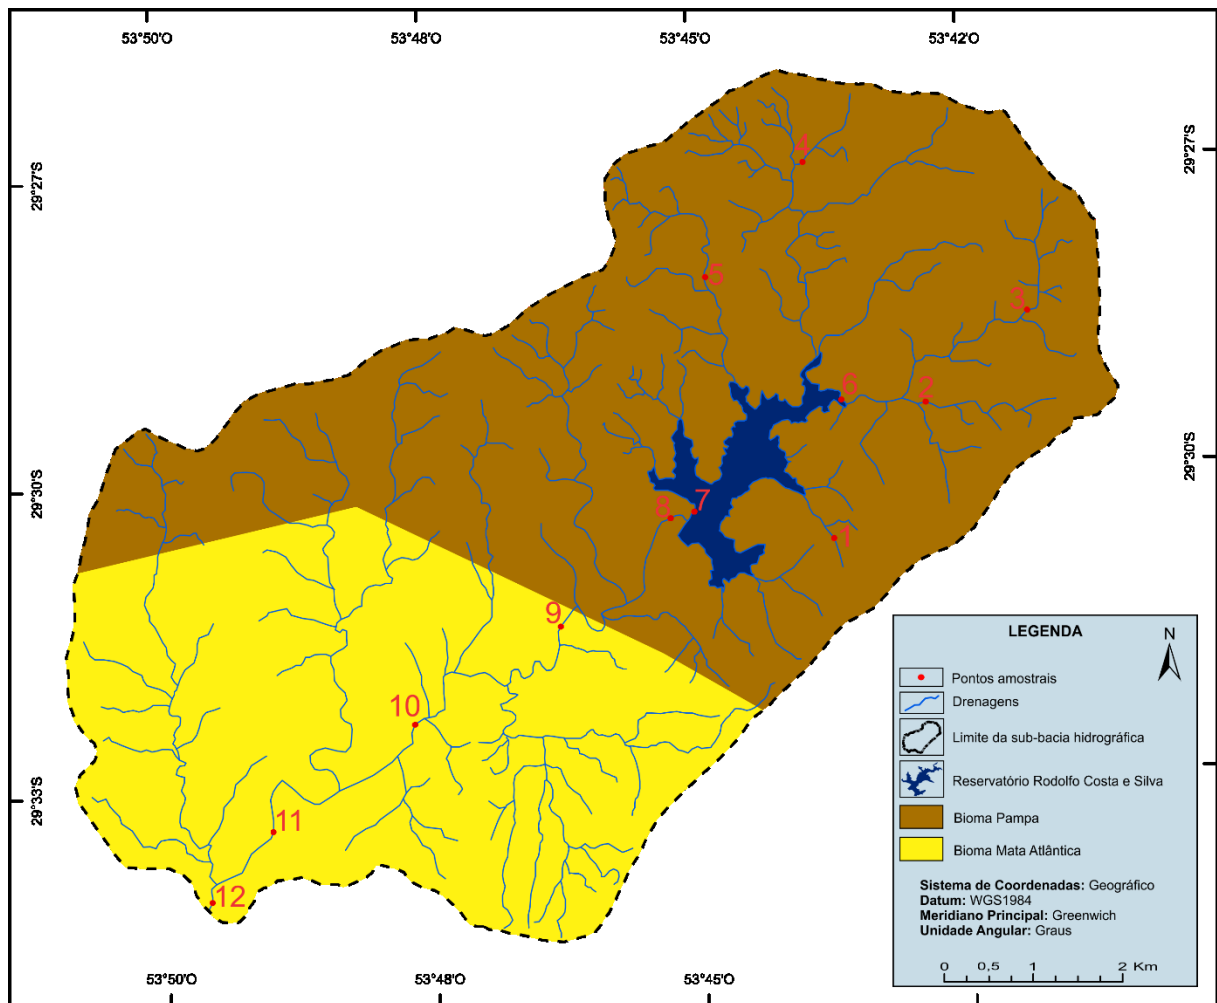 53°50'O 53°48'O 53°45'O 53°42'O
29°27'S
29°27'S
4
5
3
6
2
29°30'S
29°30'S
7
8
1
9
10
29°33'S
11
12
LEGENDA
N
Pontos amostrais
Drenagens
Limite da sub-bacia hidrográfica
Reservatório Rodolfo Costa e Silva
Bioma Pampa
Bioma Mata Atlântica
Sistema de Coordenadas: Geográfico
Datum: WGS1984
Meridiano Principal: Greenwich
Unidade Angular: Graus
0 0,5 1 2 Km
53°50'O 53°48'O 53°45'O